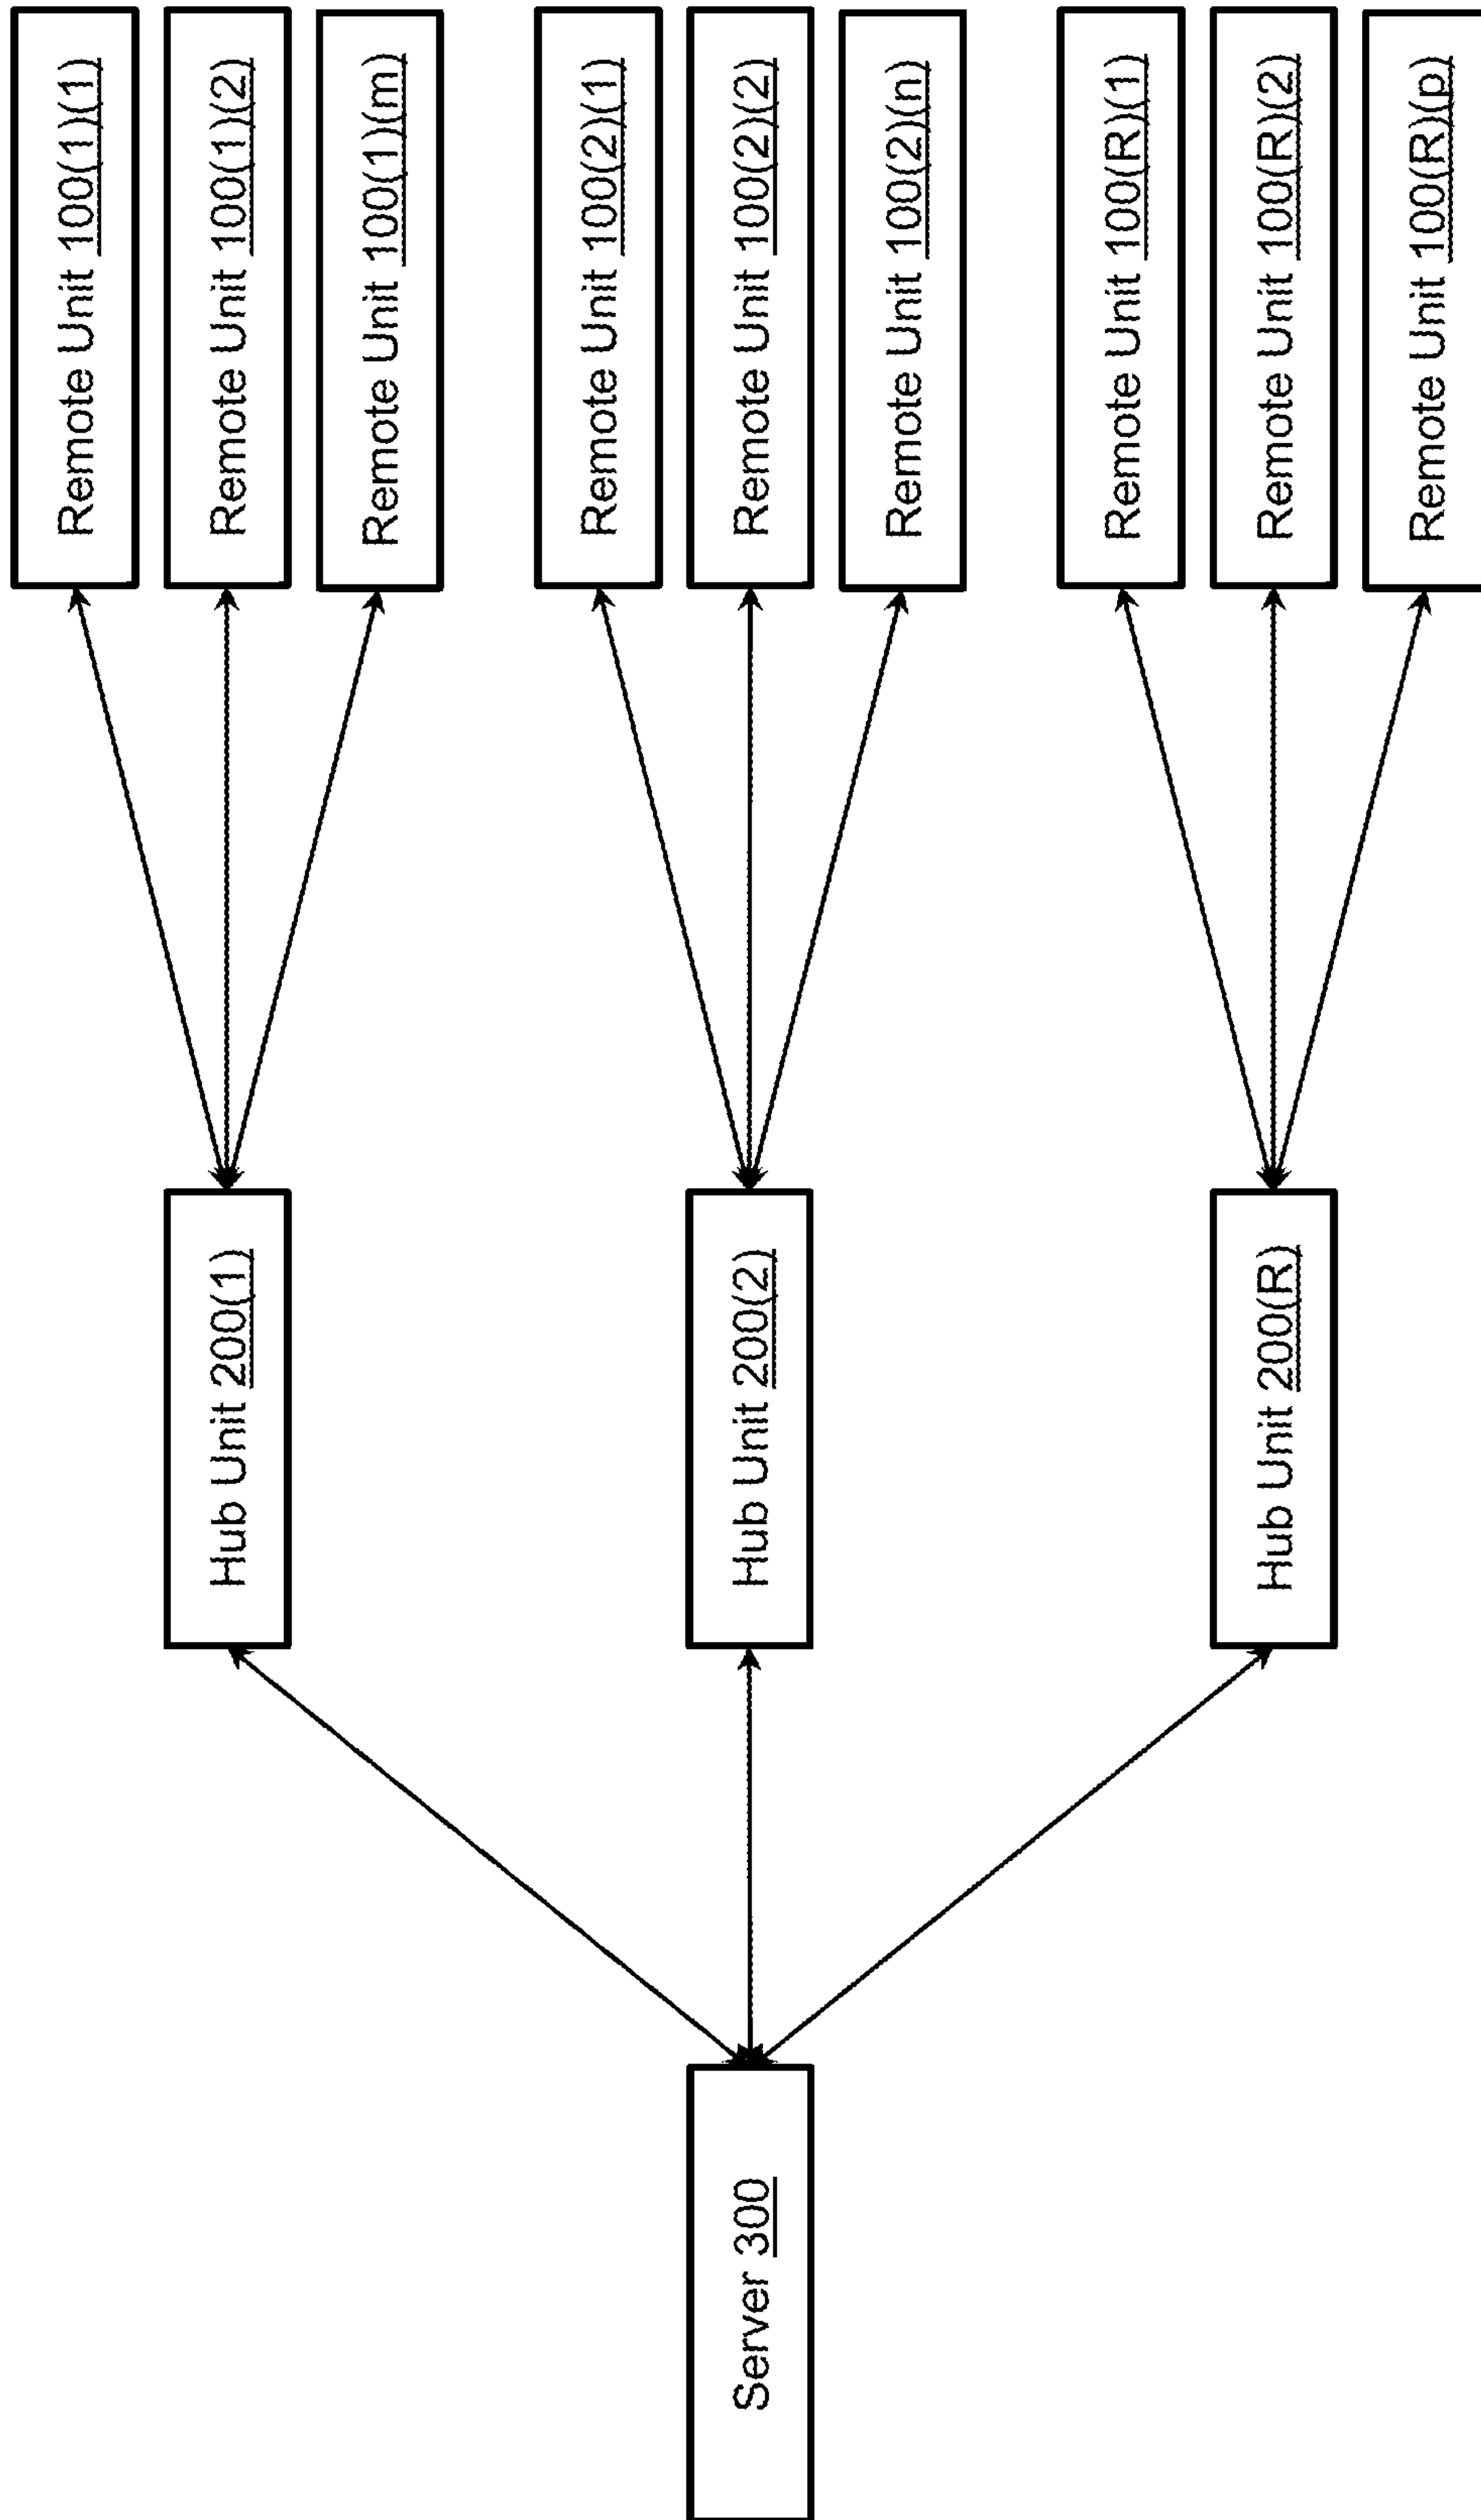 Remote Unit 100(1)(1)
Remote Unit 100(1)(2)
Remote Unit 100(1)(m)
Remote Unit 100(2)(1)
Remote Unit 100(2)(2)
Remote Unit 100(2)(n)
Remote Unit 100(R)(1)
Remote Unit 100(R)(2)
Remote Unit 100(R)(p)
Hub Unit 200(1)
Hub Unit 200(2)
Hub Unit 200(R)
Server 300